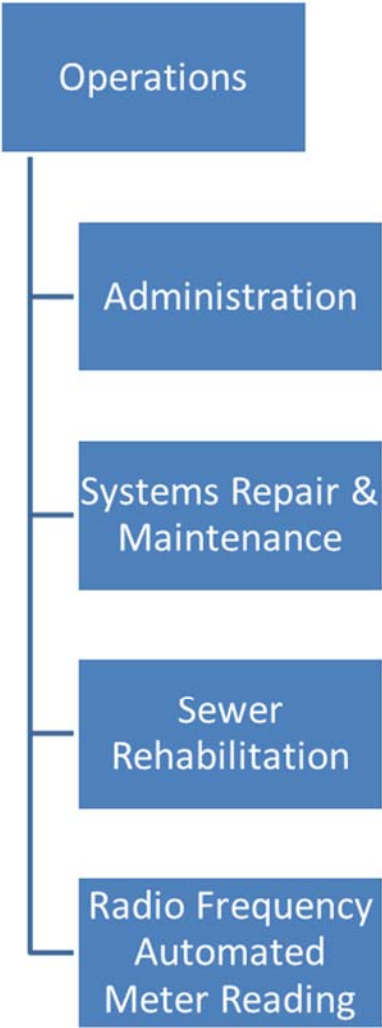 Operations
Administration
Systems Repair &
Maintenance
Sewer
Rehabilitation
Radio Frequency
Automated
Meter Reading